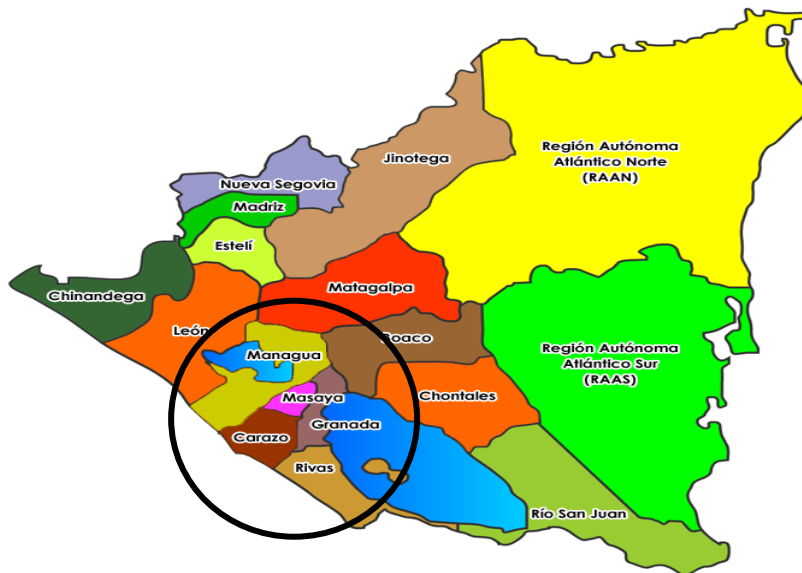 Región Autónoma
Atlántico Norte
(RAAN)
Jinotega
Nueva Segovia
Madriz
Estelí
Chinandega
Matagalpa
León
Boaco
Managua
Región Autónoma
Atlántico Sur
(RAAS)
Masaya
Chontales
Granada
Carazo
Rivas
Río San Juan